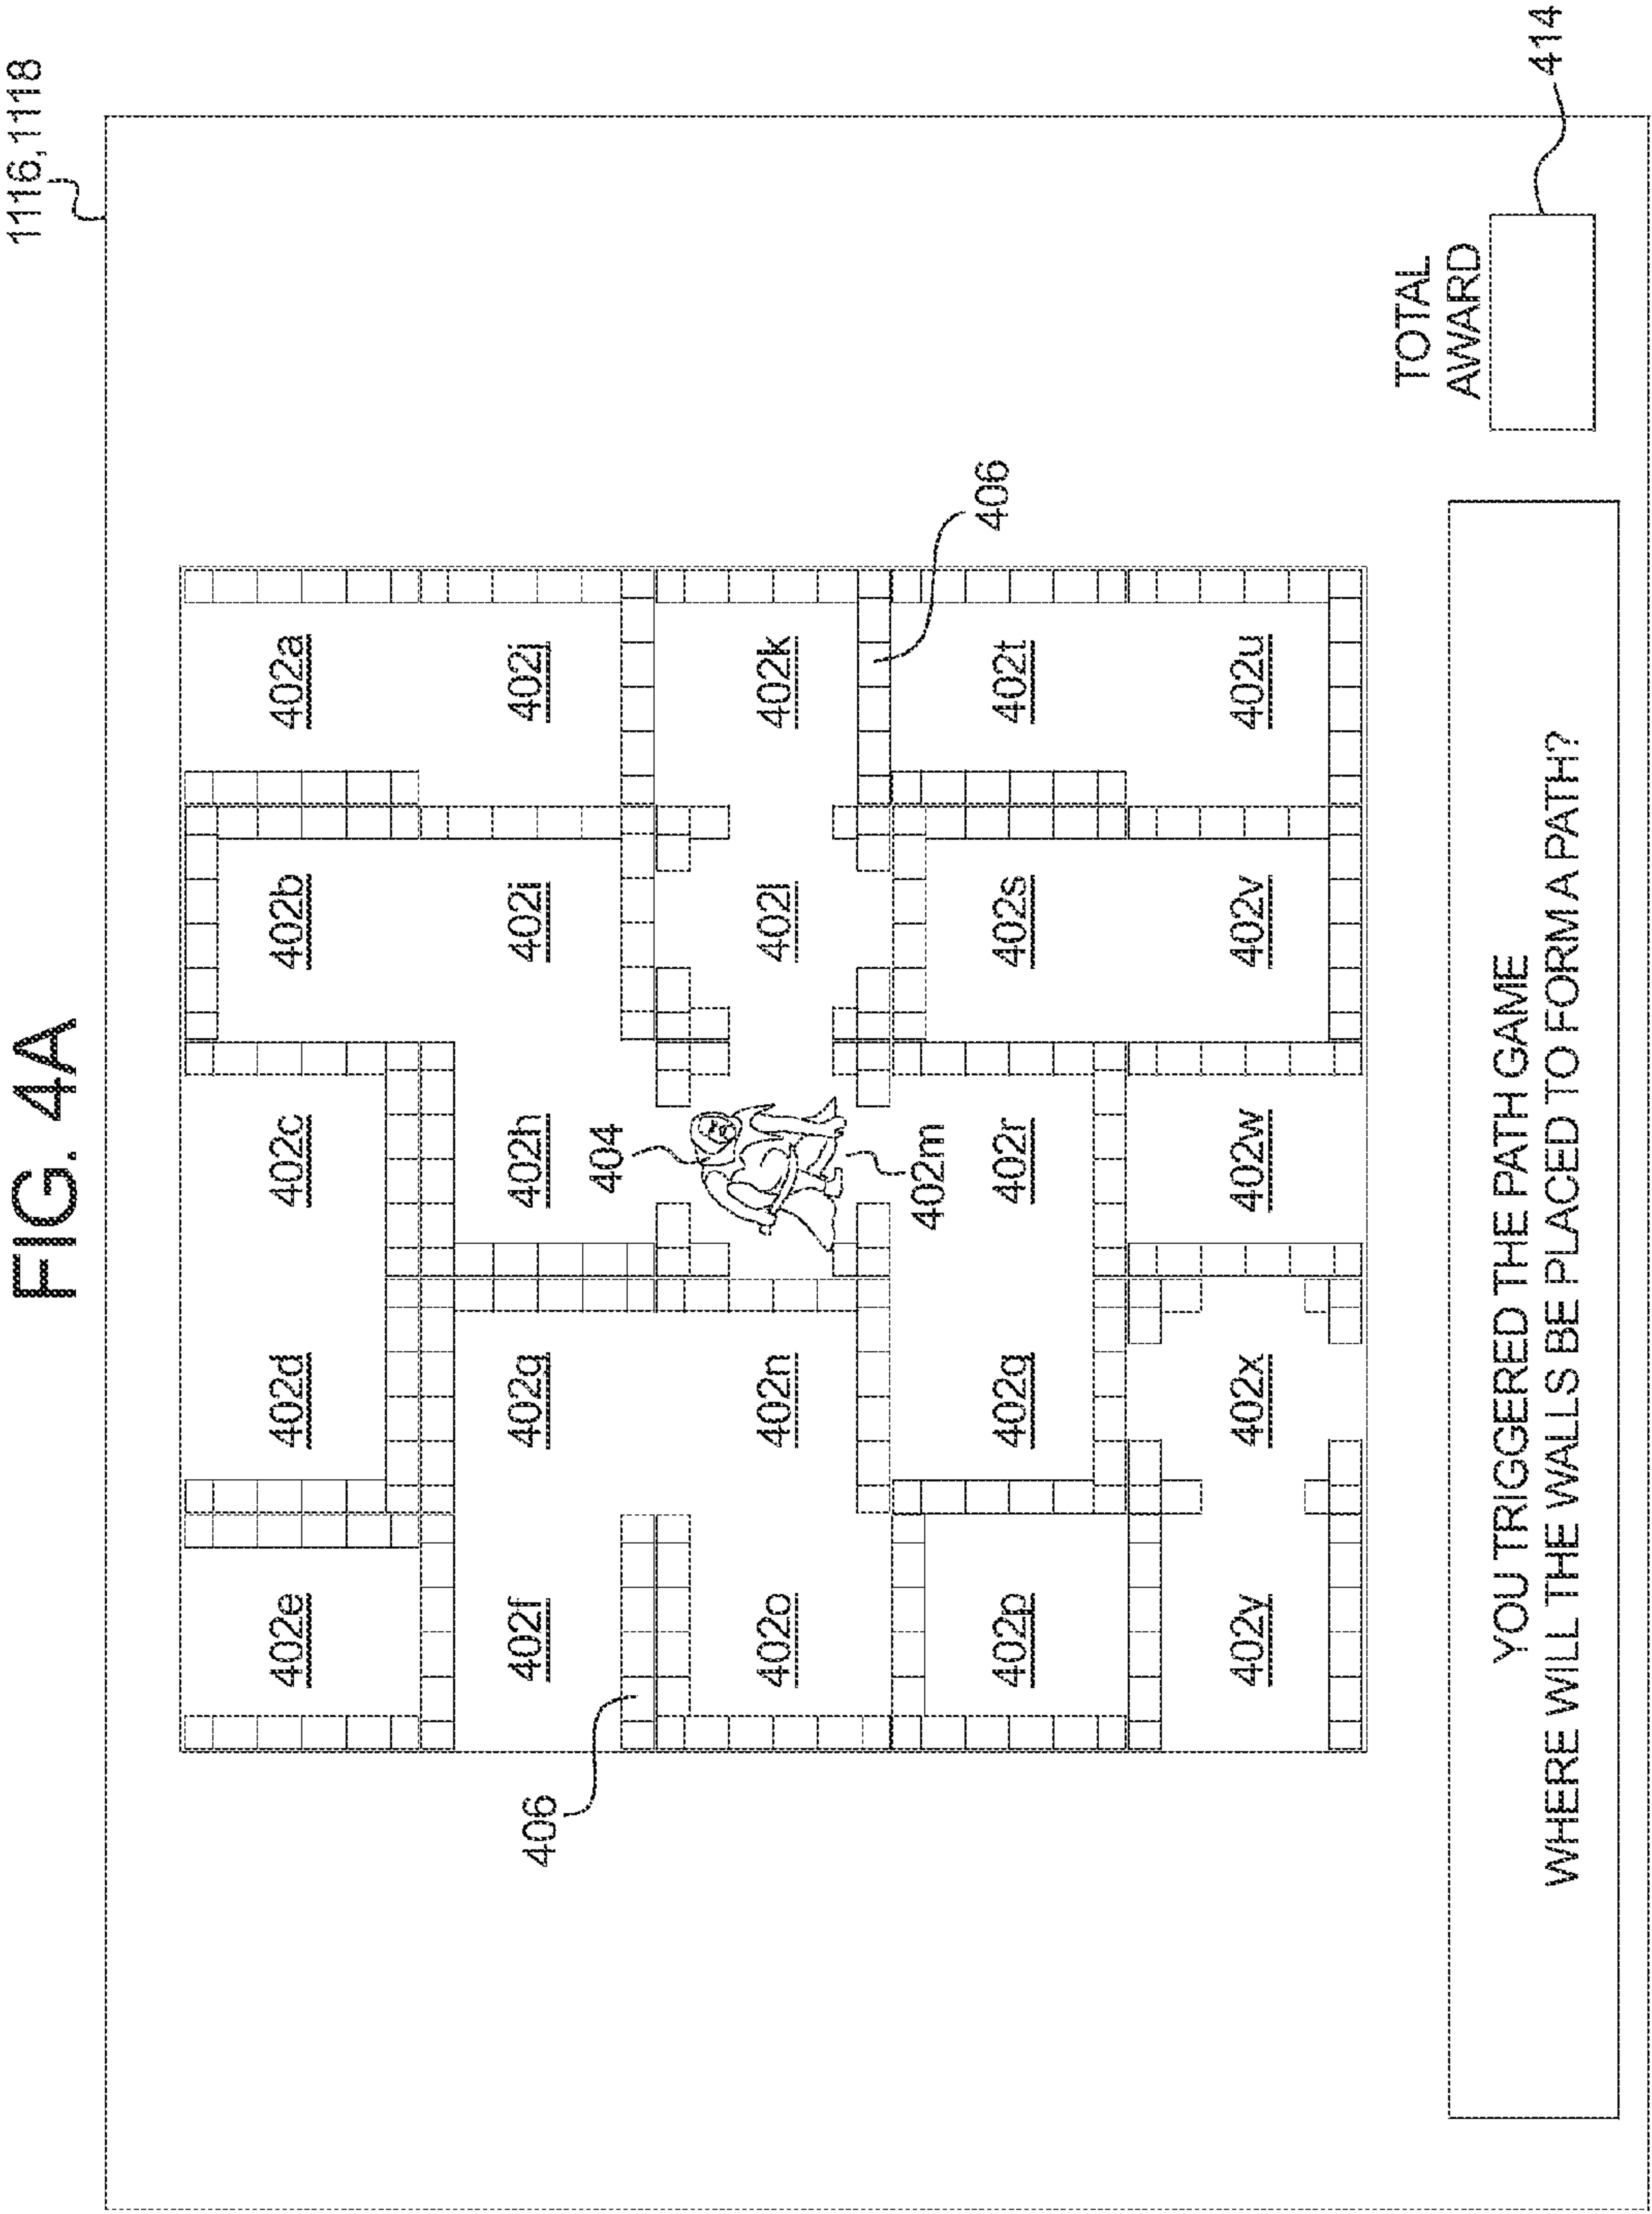 FIG. 4A
1116,1118
402e 402d 402c 402b 402a
406 402f 402g 402h 402i 402j
404
402o 402n 402l 402k
402m
406
402p 402q 402r 402s 402t
402y 402x 402w 402v 402u
TOTAL
AWARD
YOU TRIGGERED THE PATH GAME
WHERE WILL THE WALLS BE PLACED TO FORM A PATH?
414